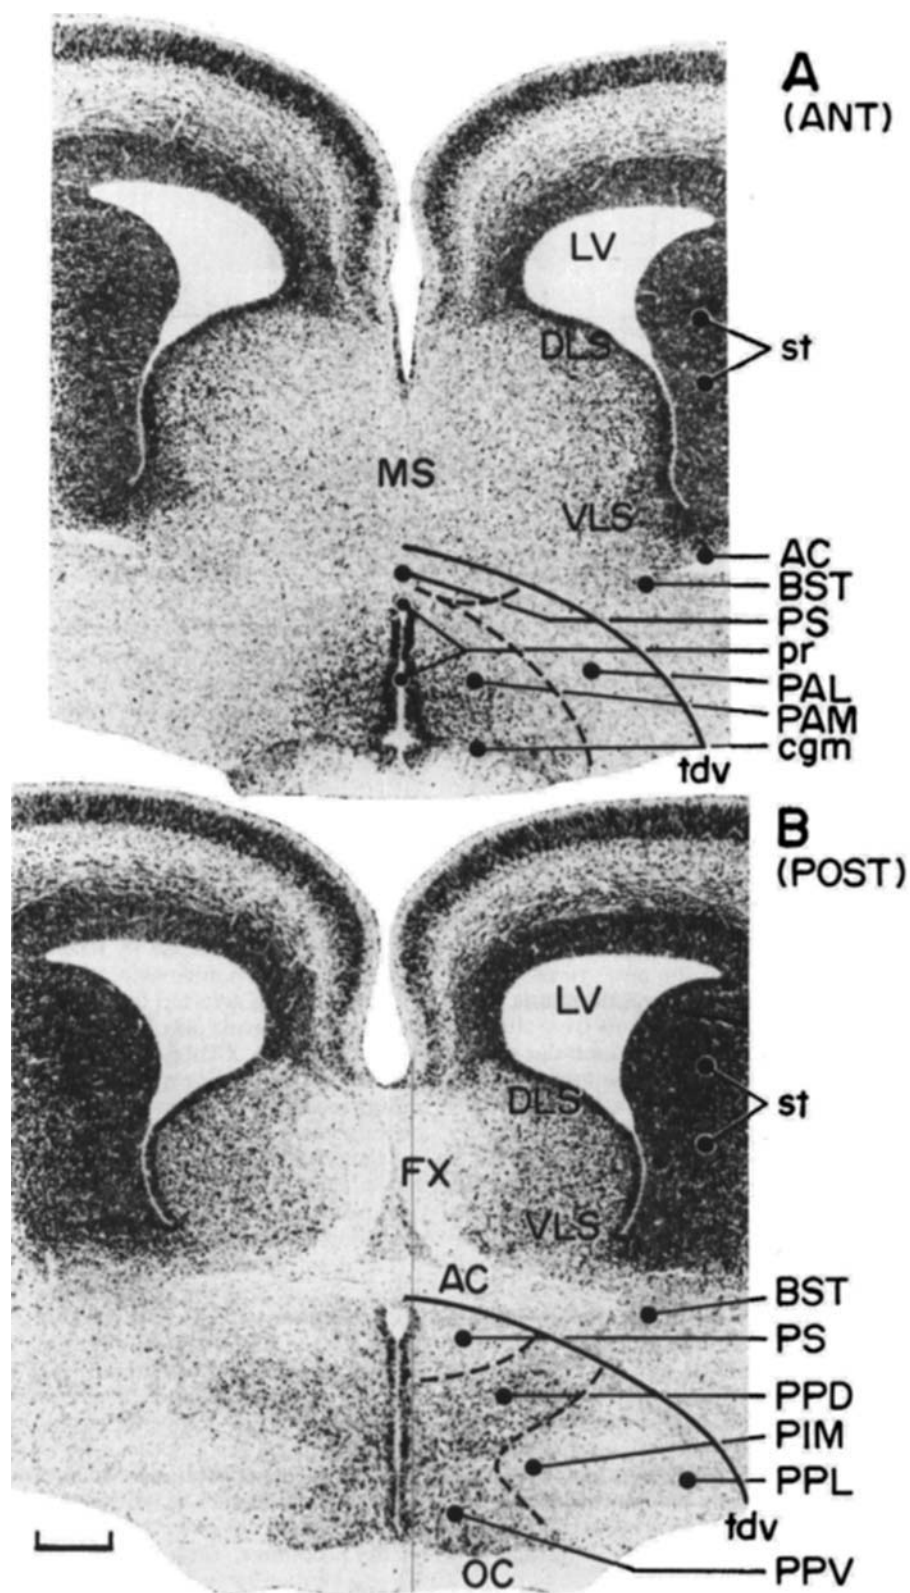 A
(ANT)
LV
DLS
st
MS
VLS
AC
BST
PS
pr
PAL
PAM
cgm
tdv
B
(POST)
LV
DLS
st
FX
VLS
AC
BST
PS
PPD
PIM
PPL
tdv
OC
PPV